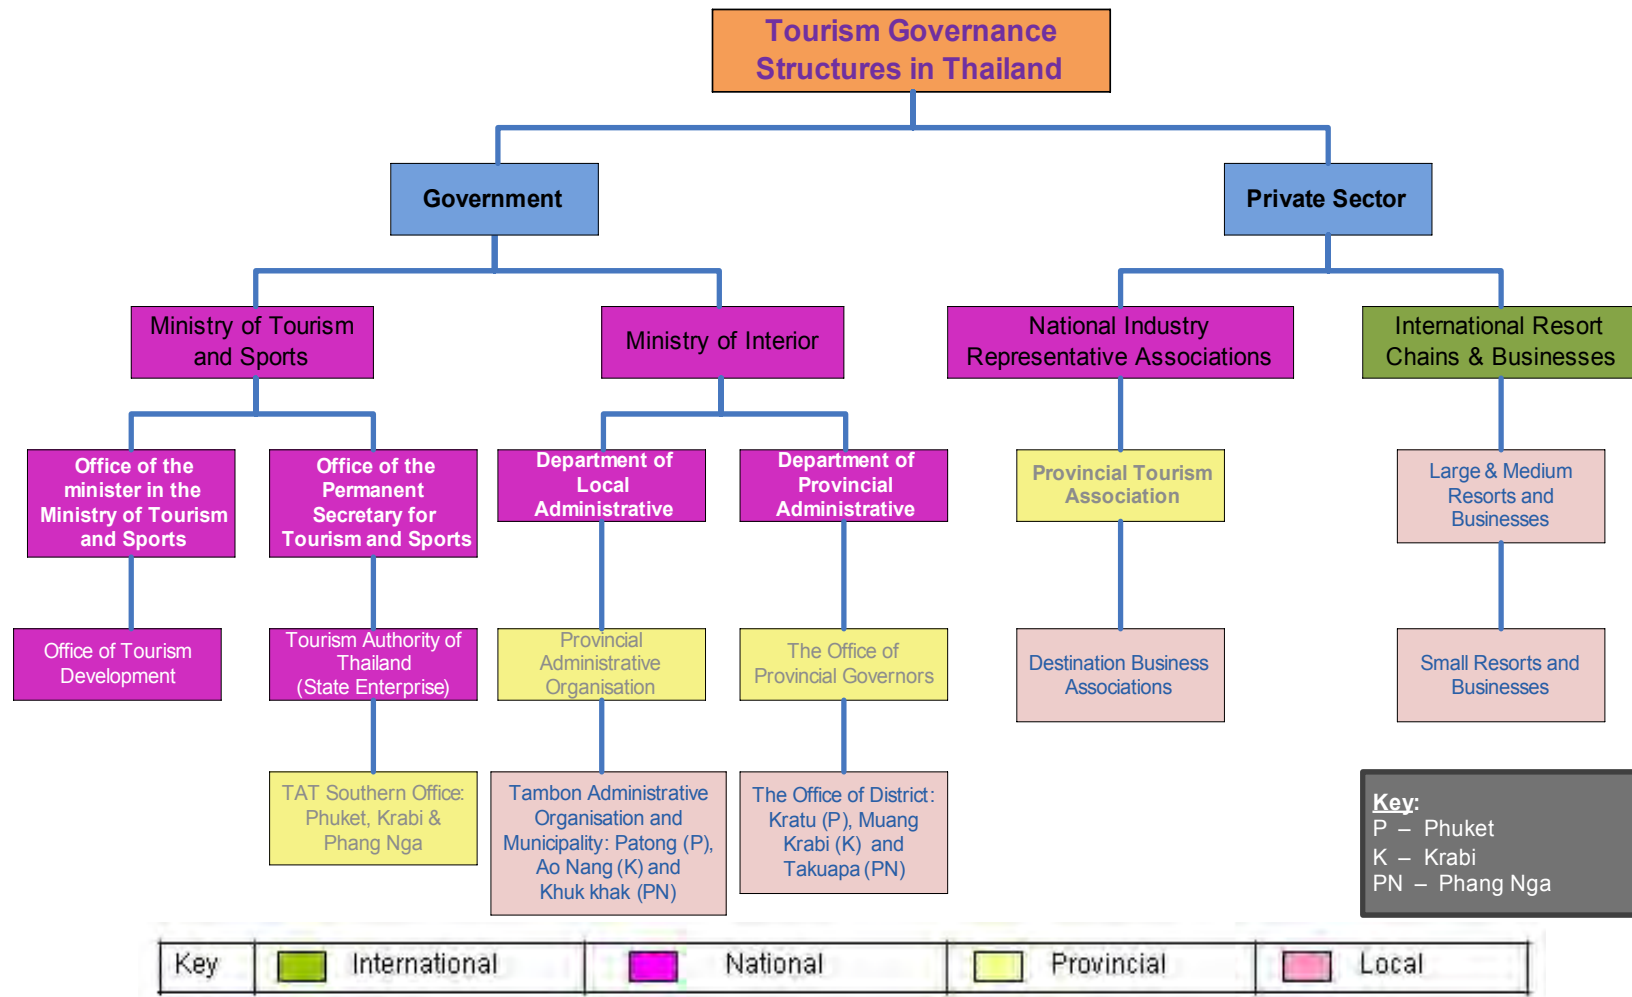 Tourism Governance
Structures in Thailand
Government
Private Sector
Ministry of Tourism
and Sports
Ministry of Interior
National Industry
Representative Associations
International Resort
Chains & Businesses
Office of the
minister in the
Ministry of Tourism
and Sports
Office of the
Permanent
Secretary for
Tourism and Sports
Department of
Local
Administrative
Department of
Provincial
Administrative
Provincial Tourism
Association
Large & Medium
Resorts and
Businesses
Office of Tourism
Development
Tourism Authority of
Thailand
(State Enterprise)
Provincial
Administrative
Organisation
The Office of
Provincial Governors
Destination Business
Associations
Small Resorts and
Businesses
TAT Southern Office:
Phuket, Krabi &
Phang Nga
Tambon Administrative
Organisation and
Municipality: Patong (P),
Ao Nang (K) and
Khuk khak (PN)
The Office of District:
Kratu (P), Muang
Krabi (K) and
Takuapa (PN)
Key:
P – Phuket
K – Krabi
PN – Phang Nga
Key International National Provincial Local